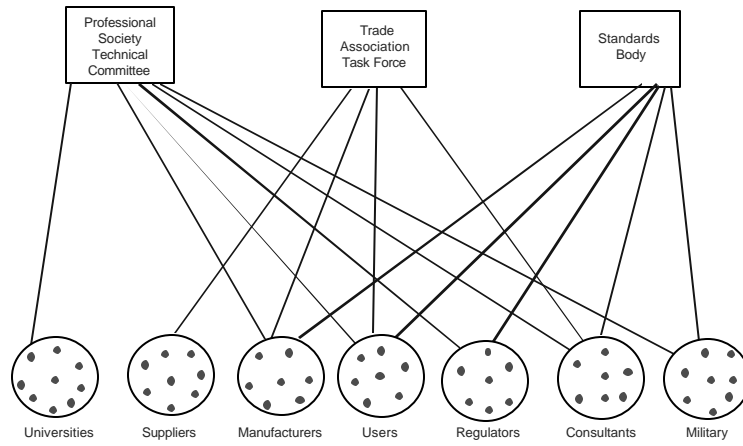 Professional
Society
Technical
Committee
Trade
Association
Task Force
Standards
Body
Universities
Suppliers
Manufacturers
Users
Regulators
Consultants
Military